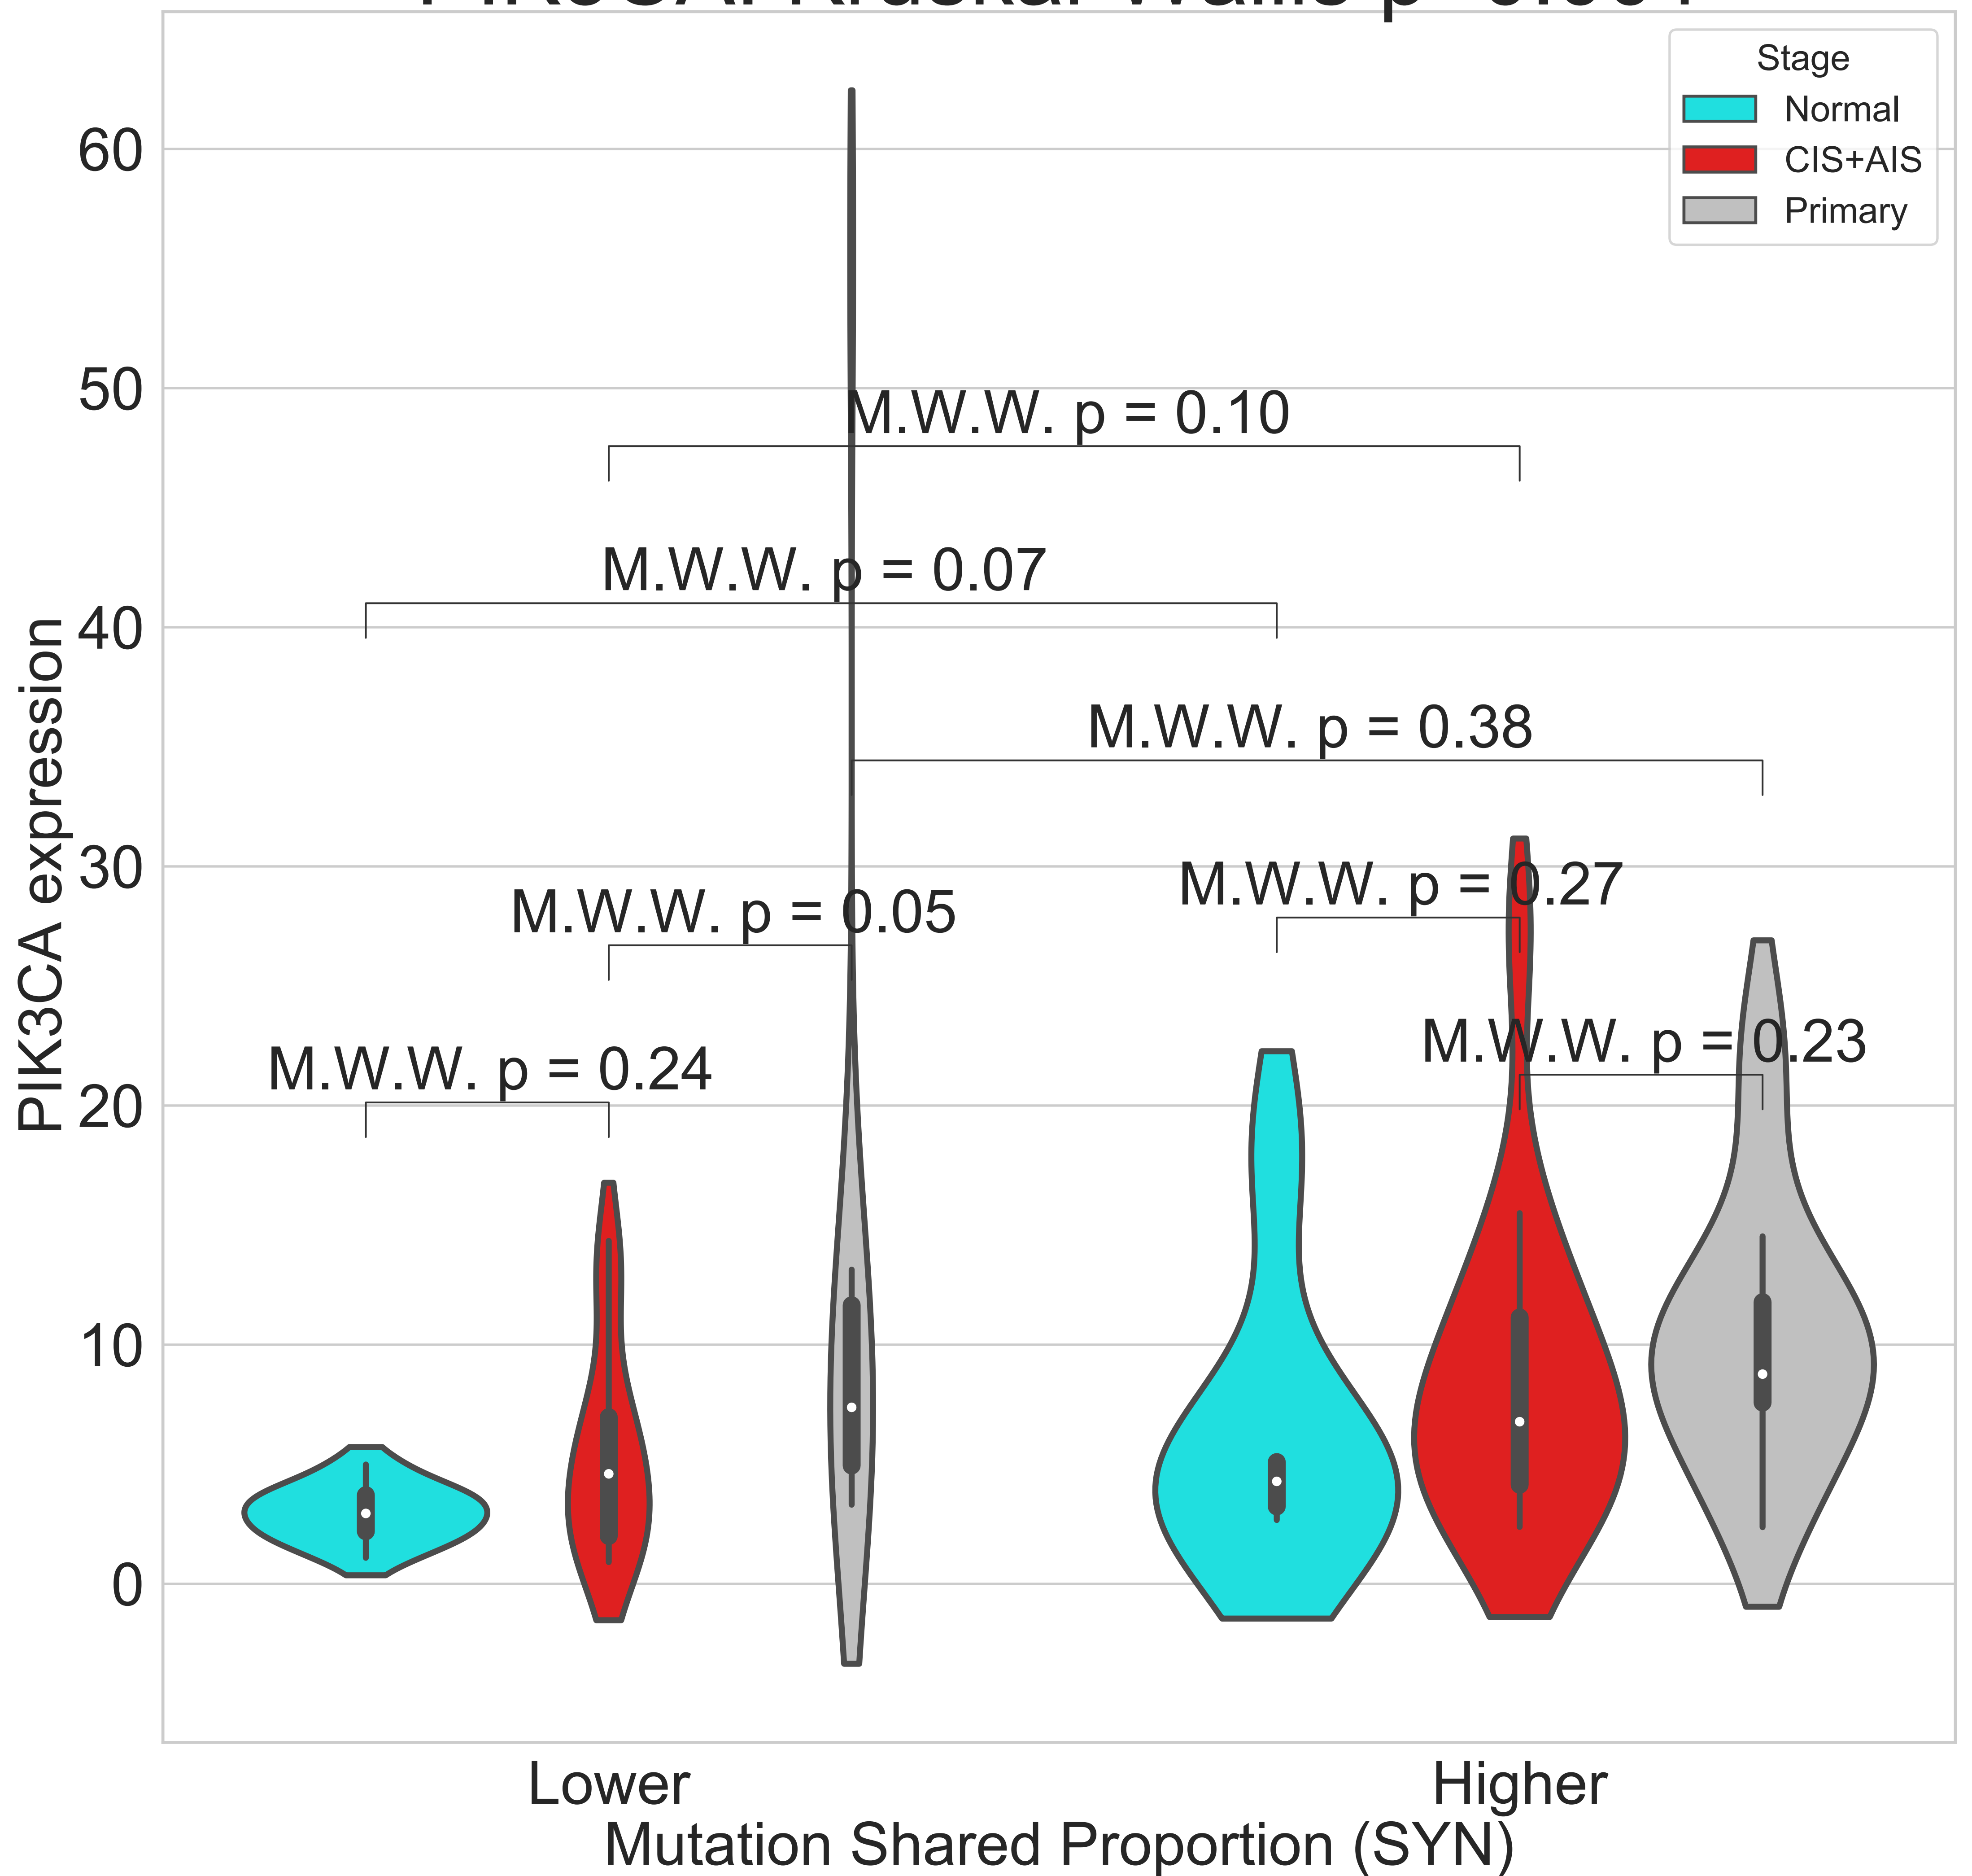 Stage
Normal
CIS+AIS
Primary
60
50
40
30
20
10
0
PIK3CA expression
M.W.W. p = 0.10
M.W.W. p = 0.07
M.W.W. p = 0.38
M.W.W. p = 0.27
M.W.W. p = 0.05
M.W.W. p = 0.23
M.W.W. p = 0.24
Lower
Higher
Mutation Shared Proportion (SYN)